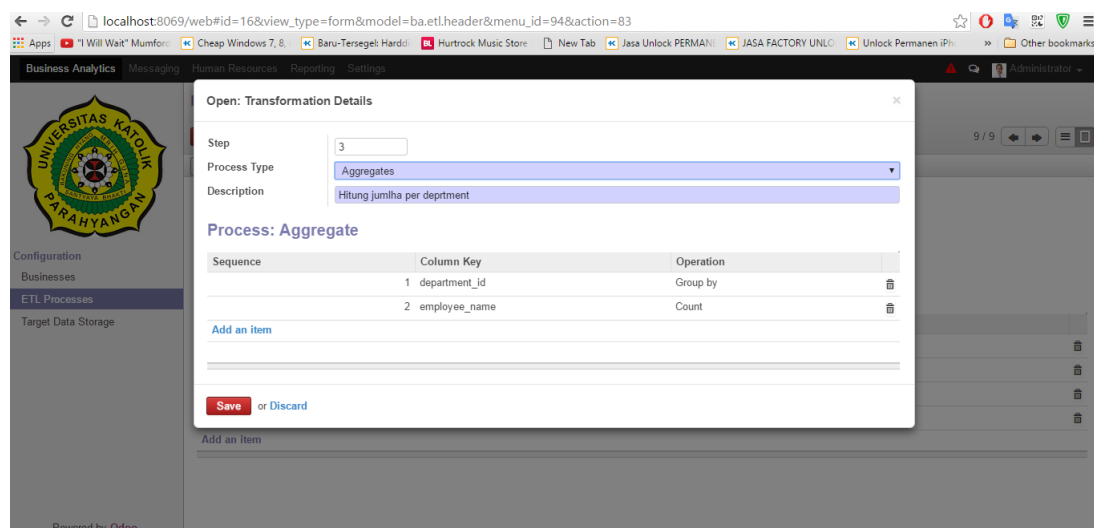 localhost:8069/web#id=16&view_type=form&model=ba.etl.header&menu_id=94&action=83
Apps "I Will Wait" Mumford Cheap Windows 7, 8, Baru-Tersegel: Harddi Hurtrock Music Store New Tab Jasa Unlock PERMANE JASA FACTORY UNLO Unlock Permanen iPh » Other bookmarks
Business Analytics Messaging Human Resources Reporting Settings Administrator
UNIVERSITAS KATOLIK
PARAHYANGAN
Open: Transformation Details ×
9 / 9
Step 3
Process Type Aggregates
Description Hitung jumlha per deprtment
Process: Aggregate
Sequence Column Key Operation
1 department_id Group by
2 employee_name Count
Add an item
Save or Discard
Configuration
Businesses
ETL Processes
Target Data Storage
Add an item
Powered by Odoo